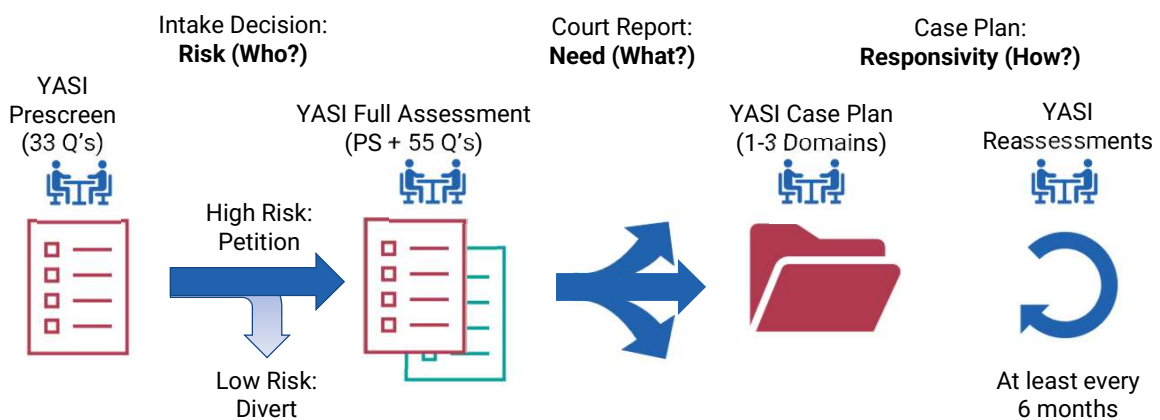 Intake Decision:
Risk (Who?)
Court Report:
Need (What?)
Case Plan:
Responsivity (How?)
YASI
Prescreen
(33 Q's)
YASI Full Assessment
(PS + 55 Q's)
YASI Case Plan
(1-3 Domains)
YASI
Reassessments
High Risk:
Petition
Low Risk:
Divert
At least every
6 months